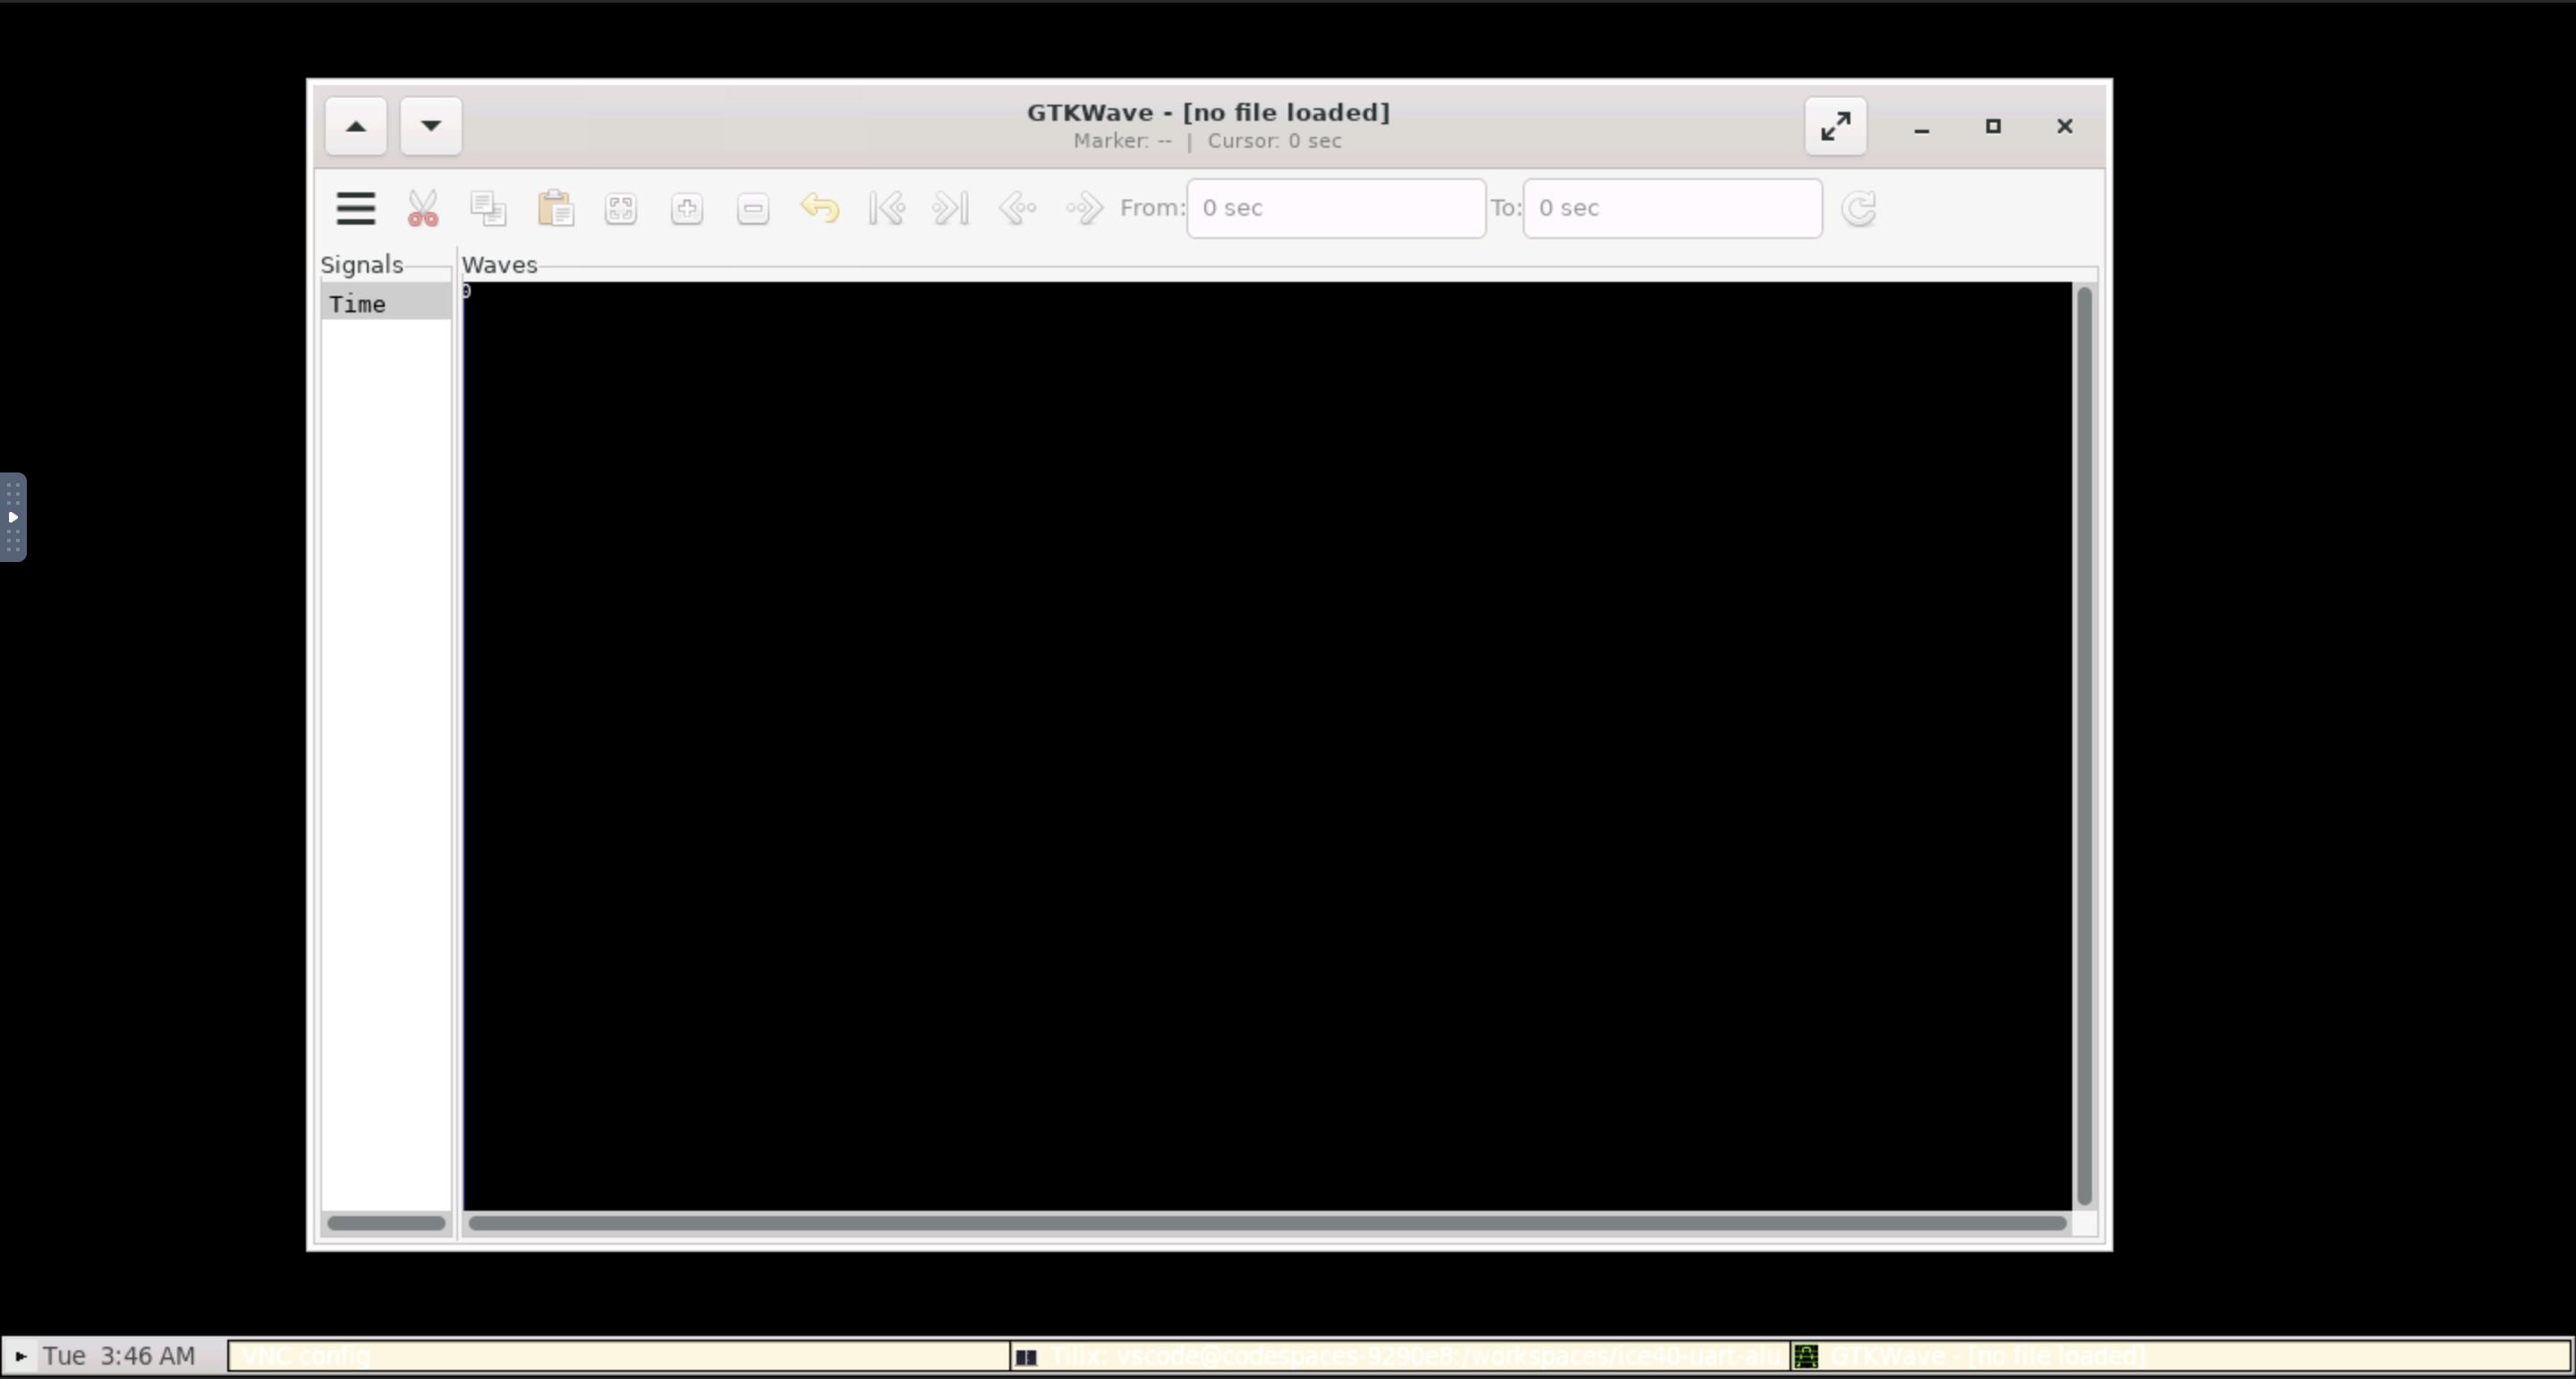 GTKWave - [no file loaded]
Marker: -- | Cursor: 0 sec
From: 0 sec To: 0 sec
Signals
Waves
Time
0
Tue 3:46 AM
VNC config
Tilix: vscode@codespaces-9290e8:/workspaces/ice40-uart-alu
GTKWave - [no file loaded]